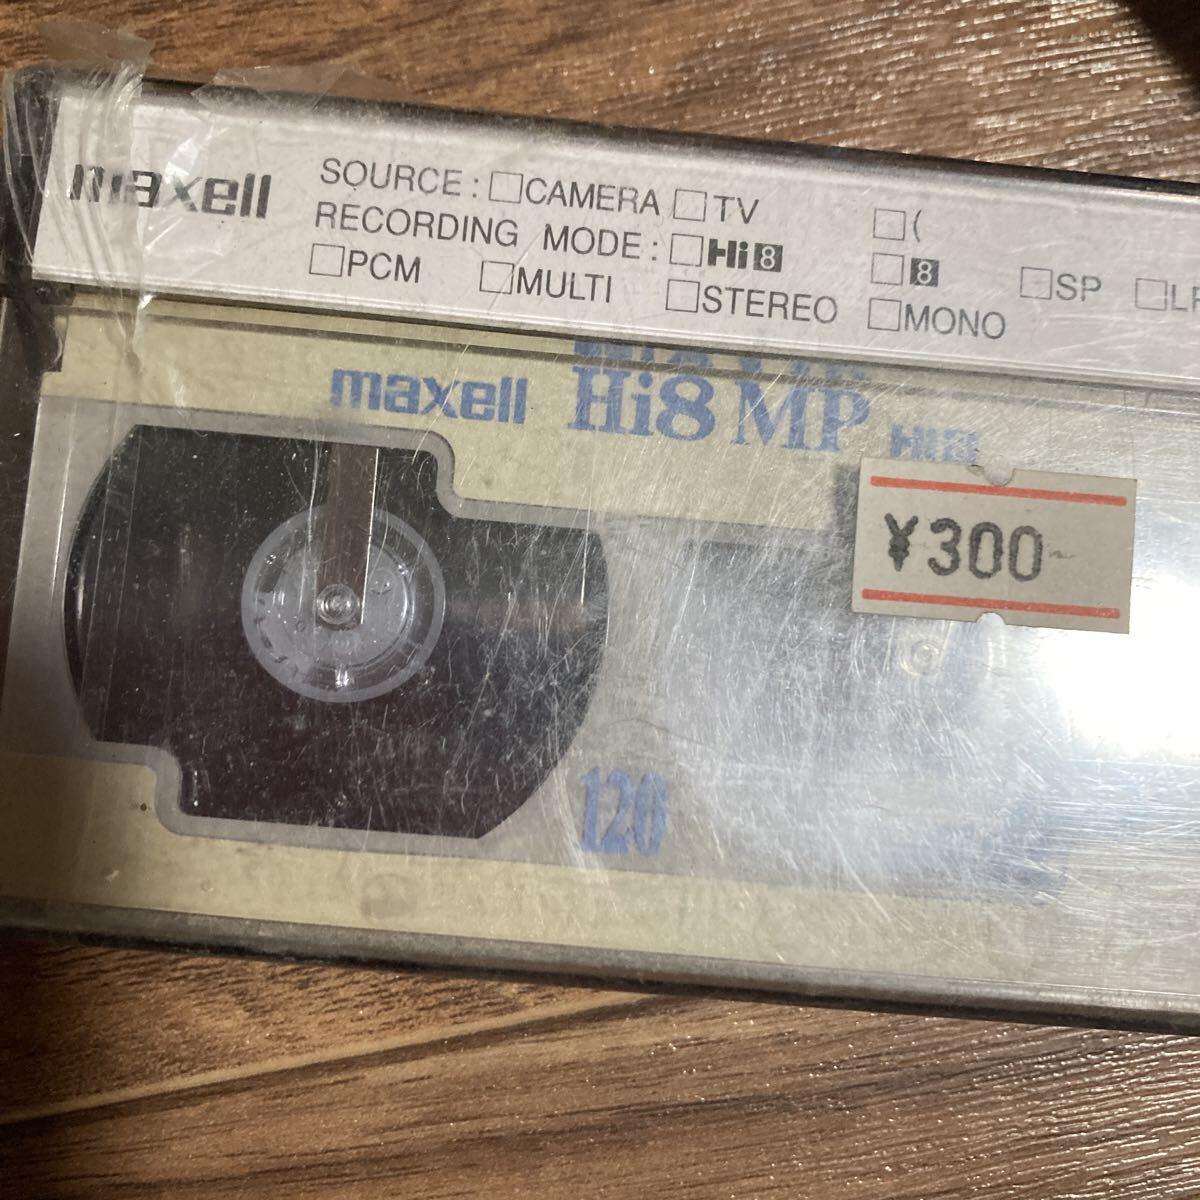 maxell
SOURCE : □CAMERA □TV □(
RECORDING MODE : □Hi8 □8 □SP □LP
□PCM □MULTI □STEREO □MONO
maxell Hi8 MP Hi8
¥300
120